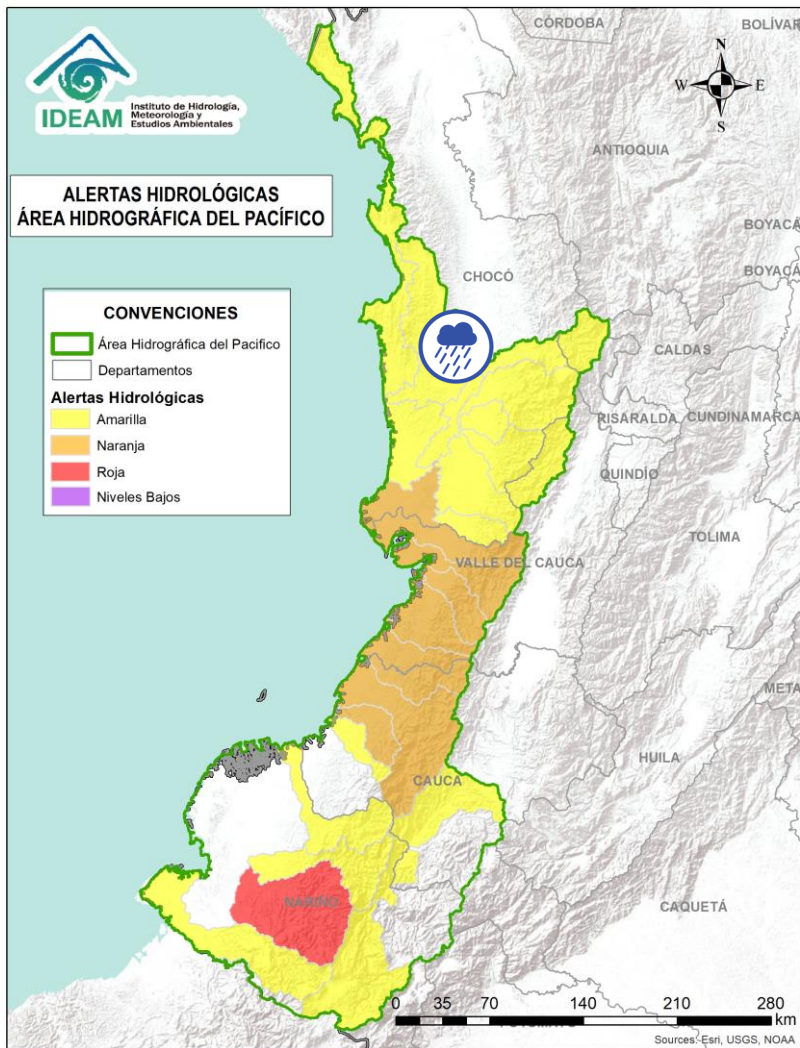 CÓRDOBA
BOLÍVAR
IDEAM
Instituto de Hidrología,
Meteorología y
Estudios Ambientales
N
W
E
S
ANTIOQUIA
ALERTAS HIDROLÓGICAS
ÁREA HIDROGRÁFICA DEL PACÍFICO
BOYACÁ
BOYACÁ
CHOCÓ
CONVENCIONES
Área Hidrográfica del Pacifico
Departamentos
Alertas Hidrológicas
Amarilla
Naranja
Roja
Niveles Bajos
CALDAS
RISARALDA
CUNDINAMARCA
QUINDÍO
TOLIMA
VALLE DEL CAUCA
META
HUILA
CAUCA
NARIÑO
CAQUETÁ
0 35 70 140 210 280
km
Sources: Esri, USGS, NOAA